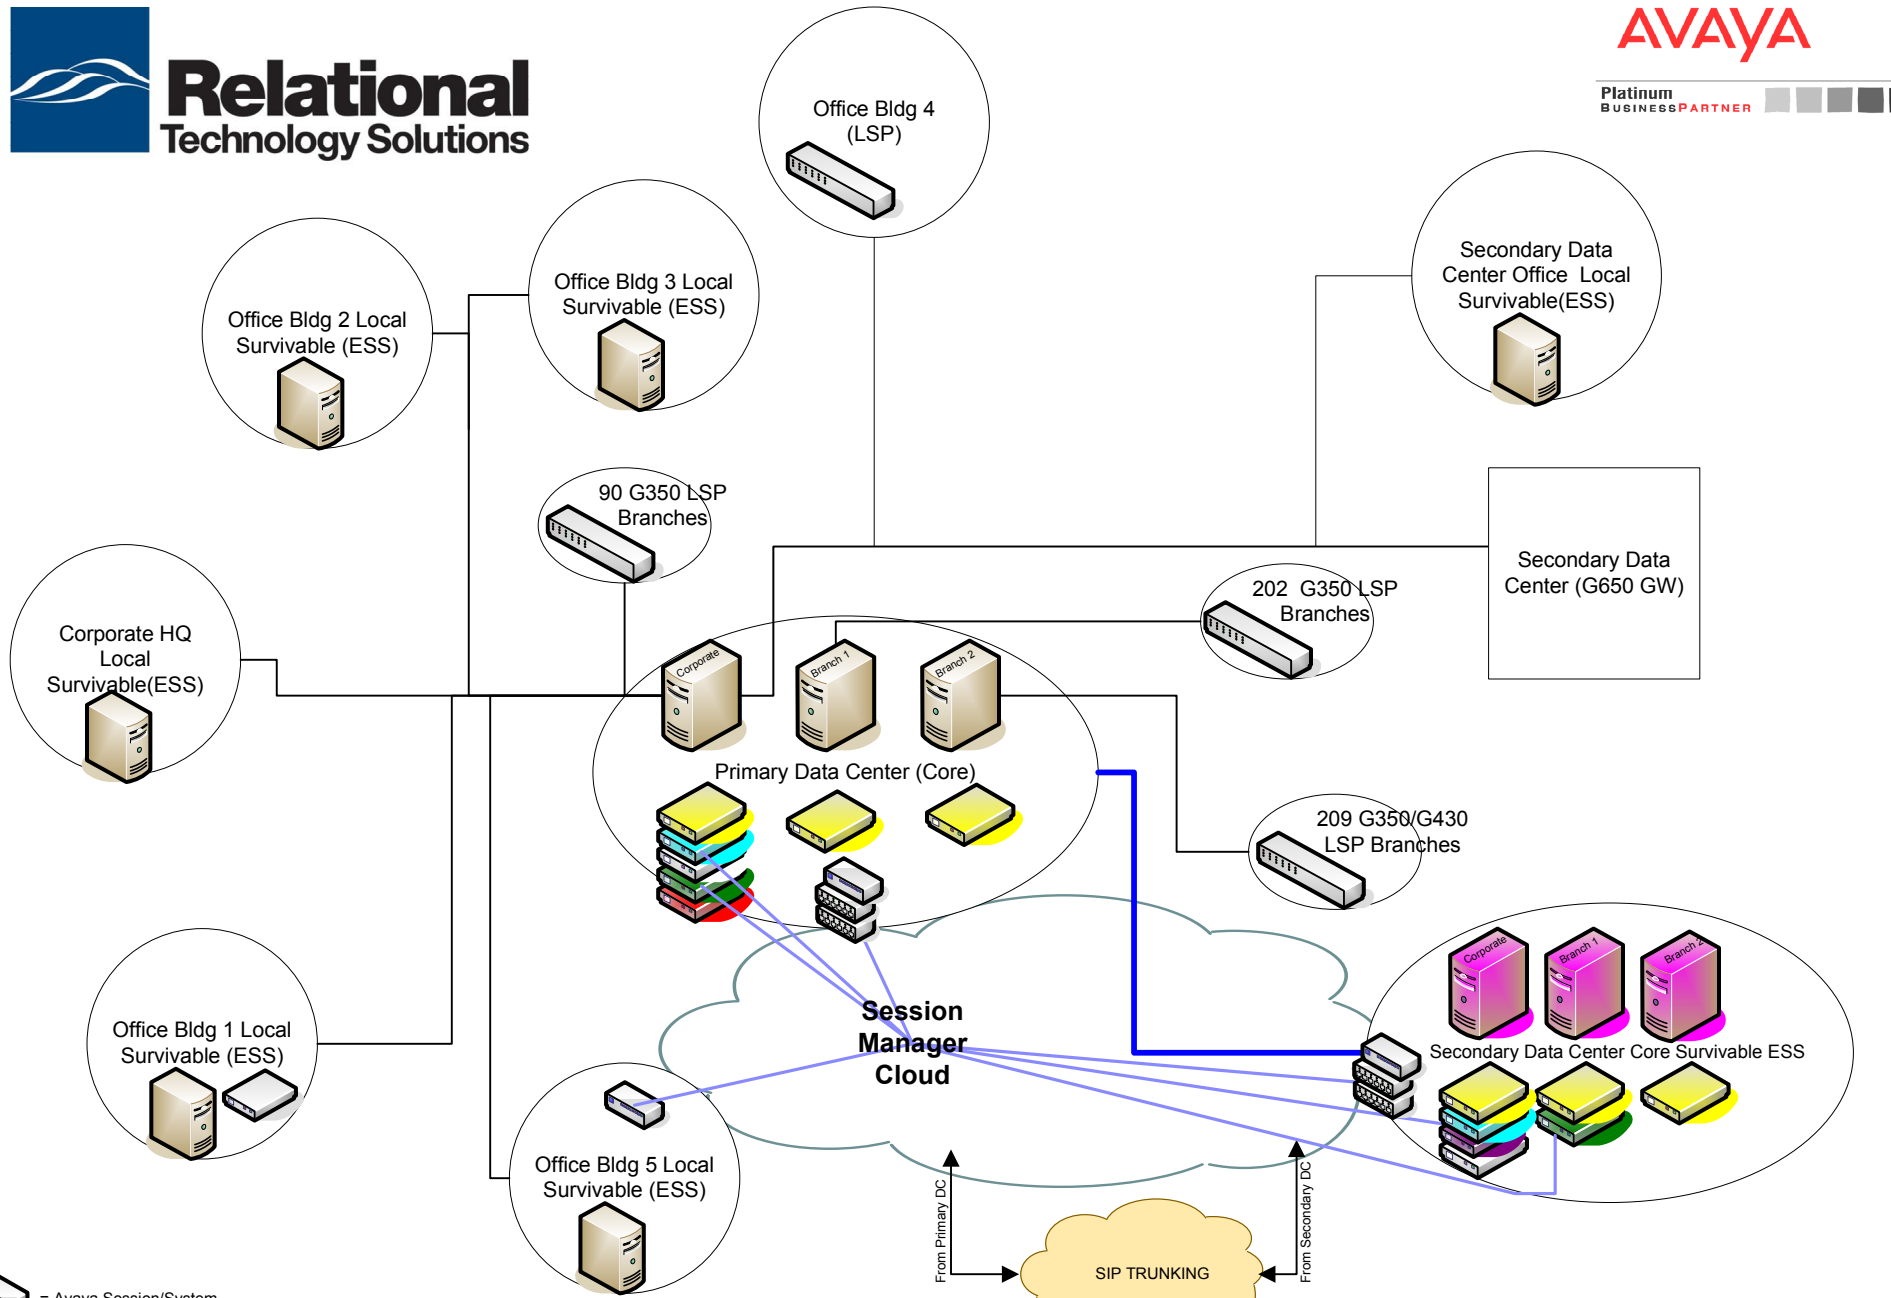 Relational
Technology Solutions
AVAYA
Platinum
BUSINESSPARTNER
Office Bldg 4
(LSP)
Secondary Data
Center Office Local
Survivable(ESS)
Office Bldg 3 Local
Survivable (ESS)
Office Bldg 2 Local
Survivable (ESS)
90 G350 LSP
Branches
Secondary Data
Center (G650 GW)
202 G350 LSP
Branches
Corporate HQ
Local
Survivable(ESS)
Corporate
Branch 1
Branch 2
Primary Data Center (Core)
209 G350/G430
LSP Branches
Corporate
Branch 1
Branch 2
Secondary Data Center Core Survivable ESS
Session
Manager
Cloud
Office Bldg 1 Local
Survivable (ESS)
Office Bldg 5 Local
Survivable (ESS)
From Primary DC
From Secondary DC
SIP TRUNKING
= Avaya Session/System